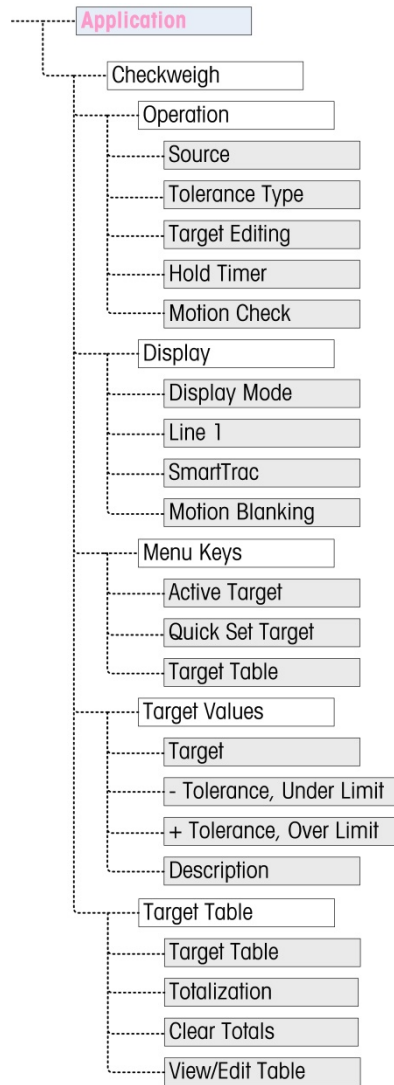 Application
Checkweigh
Operation
Source
Tolerance Type
Target Editing
Hold Timer
Motion Check
Display
Display Mode
Line 1
SmartTrac
Motion Blanking
Menu Keys
Active Target
Quick Set Target
Target Table
Target Values
Target
- Tolerance, Under Limit
+ Tolerance, Over Limit
Description
Target Table
Target Table
Totalization
Clear Totals
View/Edit Table